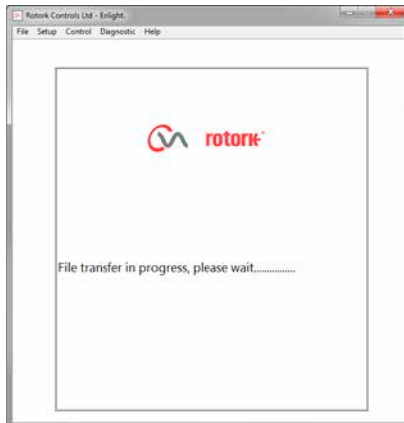 Rotork Controls Ltd - Enlight.
File Setup Control Diagnostic Help
rotork
File transfer in progress, please wait...............